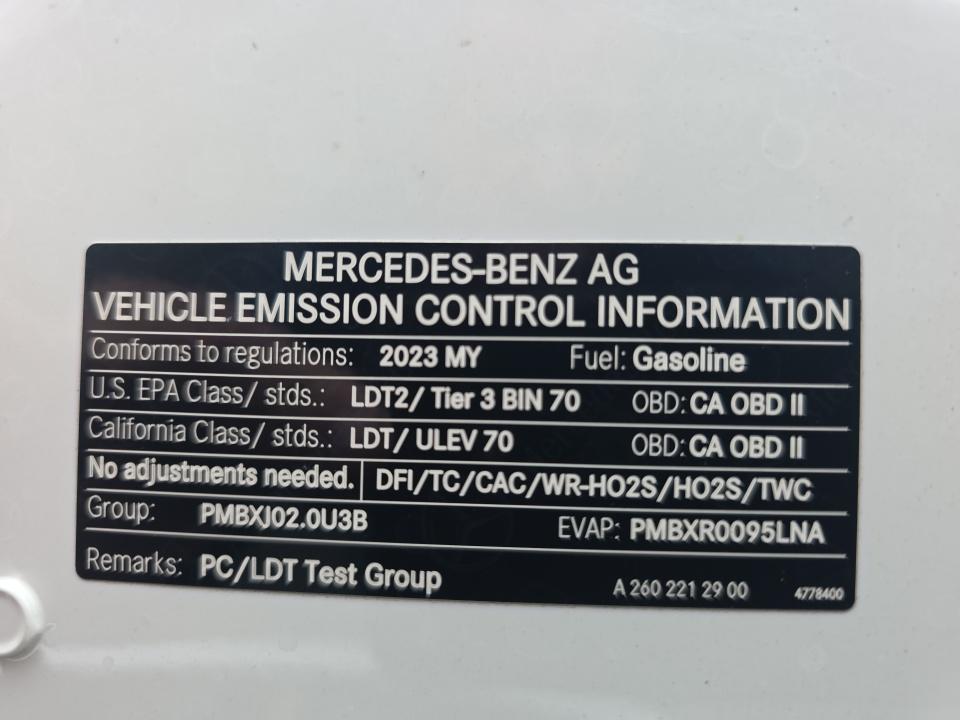 MERCEDES-BENZ AG
VEHICLE EMISSION CONTROL INFORMATION
Conforms to regulations: 2023 MY Fuel: Gasoline
U.S. EPA Class/ stds.: LDT2/ Tier 3 BIN 70 OBD: CA OBD II
California Class/ stds.: LDT/ ULEV 70 OBD: CA OBD II
No adjustments needed. DFI/TC/CAC/WR-HO2S/HO2S/TWC
Group: PMBXJ02.0U3B EVAP: PMBXR0095LNA
Remarks: PC/LDT Test Group A 260 221 29 00 4778400